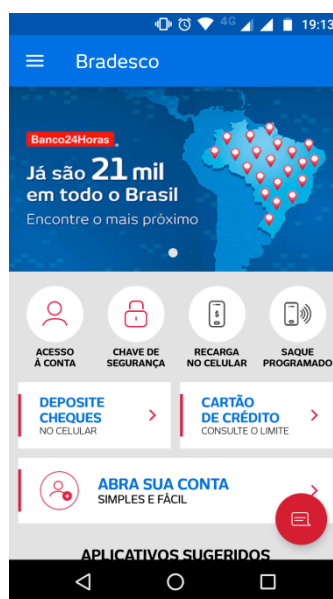 4G 19:13
Bradesco
Banco24Horas
Já são 21 mil
em todo o Brasil
Encontre o mais próximo
ACESSO
À CONTA
CHAVE DE
SEGURANÇA
RECARGA
NO CELULAR
SAQUE
PROGRAMADO
DEPOSITE
CHEQUES
NO CELULAR
CARTÃO
DE CRÉDITO
CONSULTE O LIMITE
ABRA SUA CONTA
SIMPLES E FÁCIL
APLICATIVOS SUGERIDOS